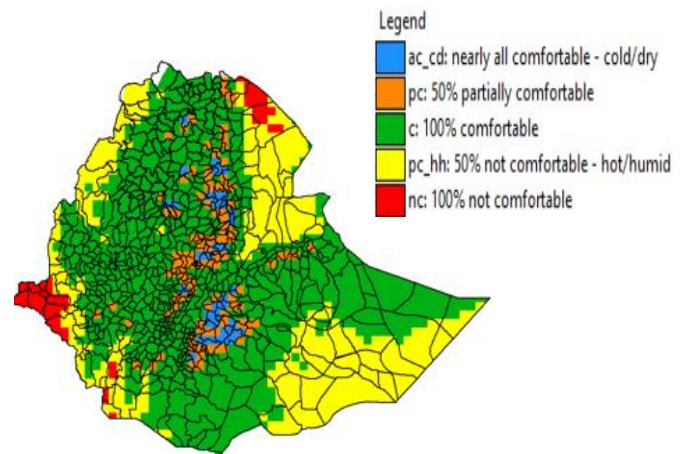 Legend
ac_cd: nearly all comfortable - cold/dry
pc: 50% partially comfortable
c: 100% comfortable
pc_hh: 50% not comfortable - hot/humid
nc: 100% not comfortable